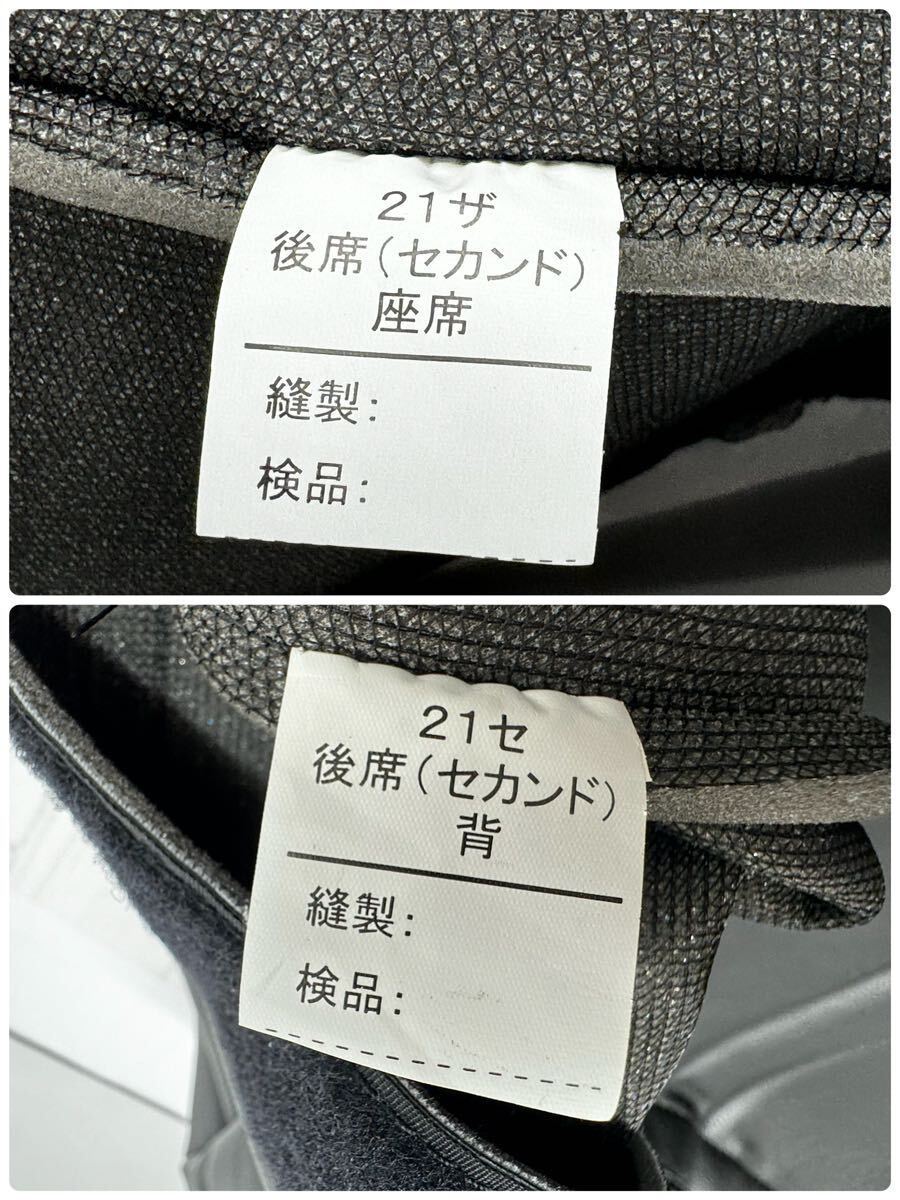 21ザ
後席(セカンド)
座席
縫製:
検品:
21セ
後席(セカンド)
背
縫製:
検品: